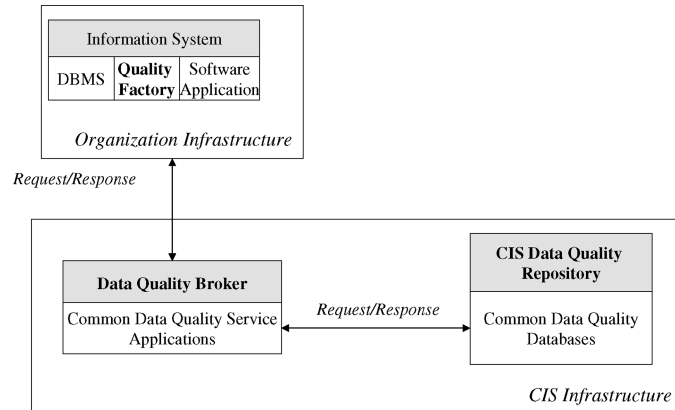 Information System
DBMS
Quality
Factory
Software
Application
Organization Infrastructure
Request/Response
Data Quality Broker
Common Data Quality Service
Applications
Request/Response
CIS Data Quality
Repository
Common Data Quality
Databases
CIS Infrastructure